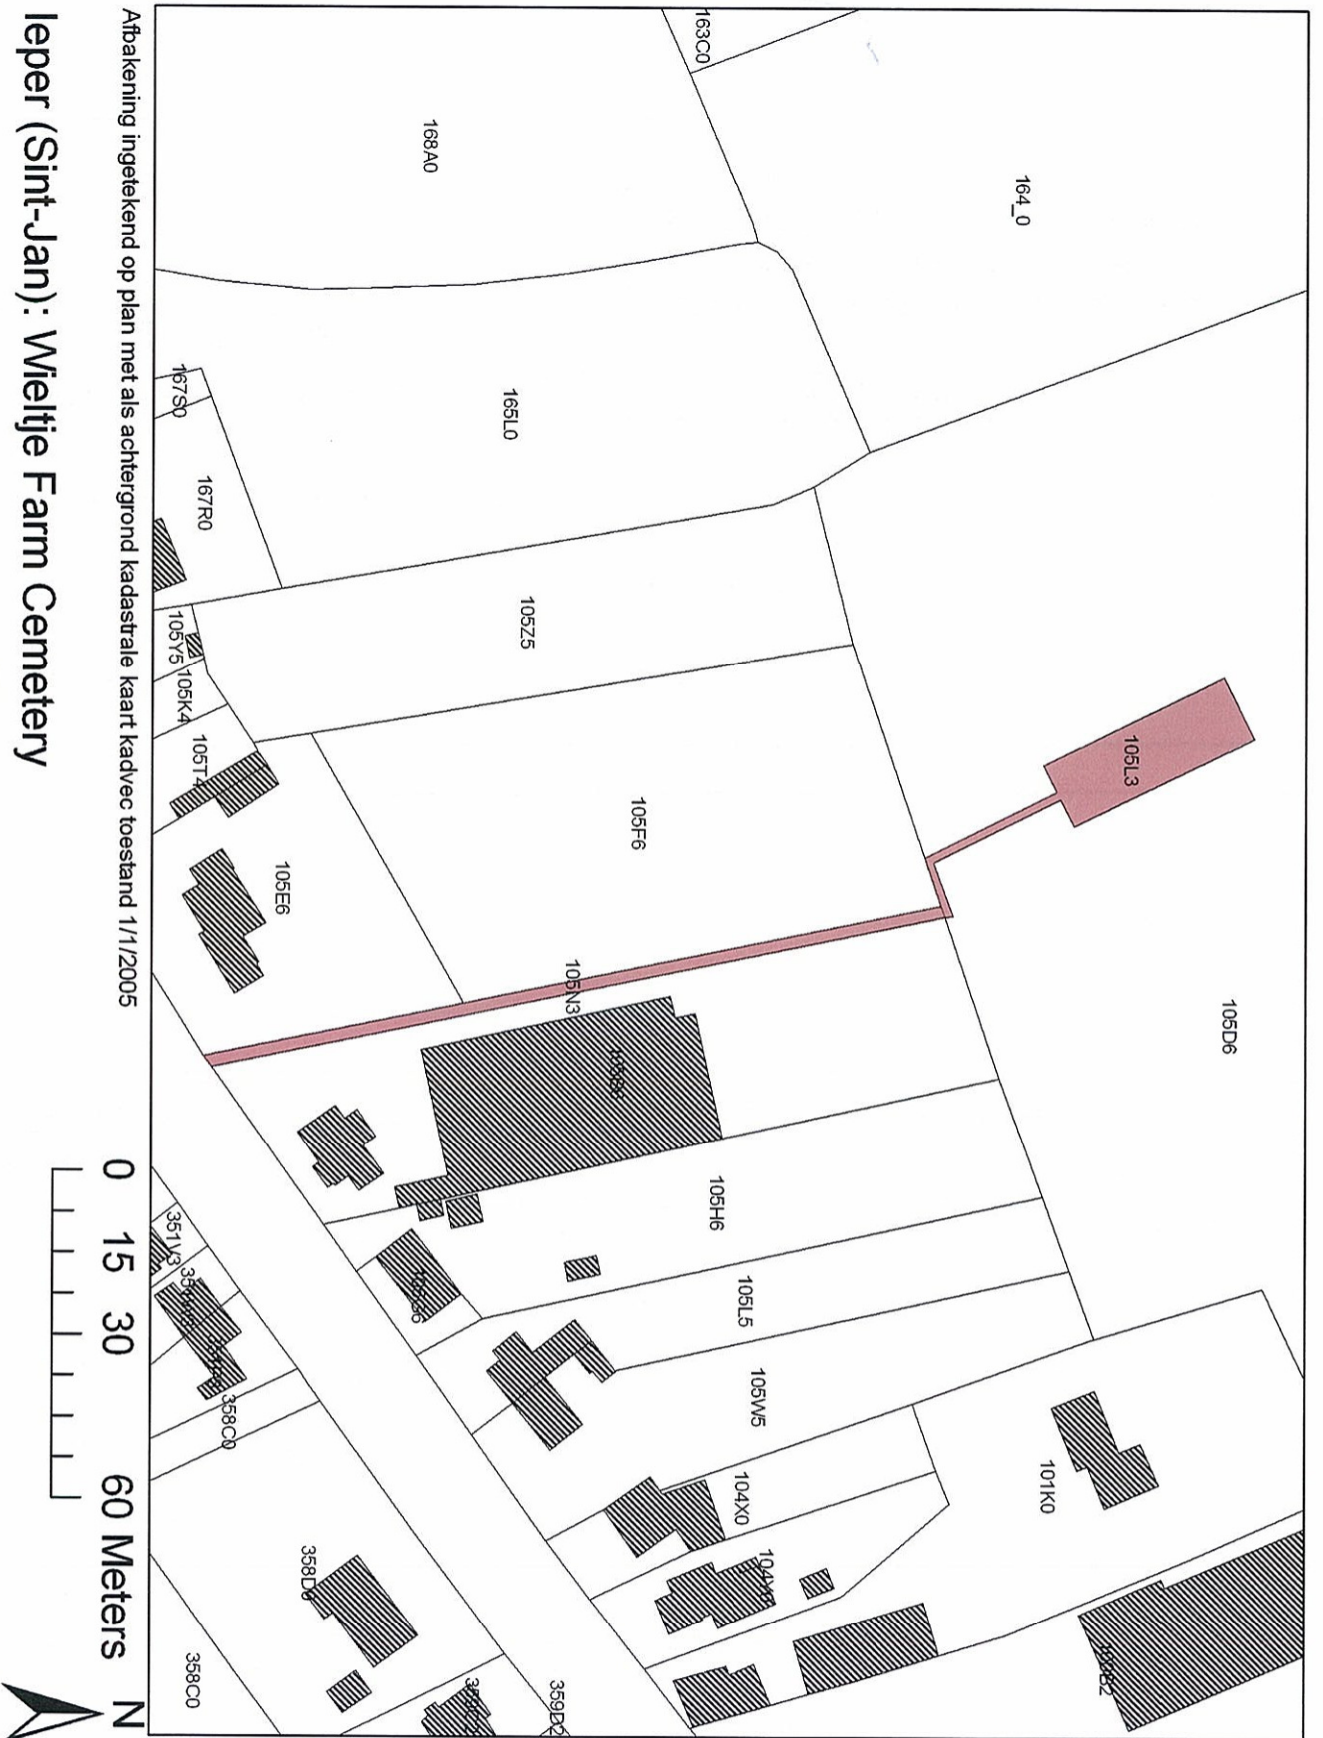 163C0
164_0
168A0
165L0
167S0
167R0
105Z5
105Y5
105K4
105T4
105L3
105F6
105E6
105D6
105N3
105H6
105L5
105W5
101K0
104X0
351V3
358C0
358C0
359D2
0 15 30 60 Meters
N
Afbakening ingetekend op plan met als achtergrond kadastrale kaart kadvec toestand 1/1/2005
Ieper (Sint-Jan): Wieltje Farm Cemetery